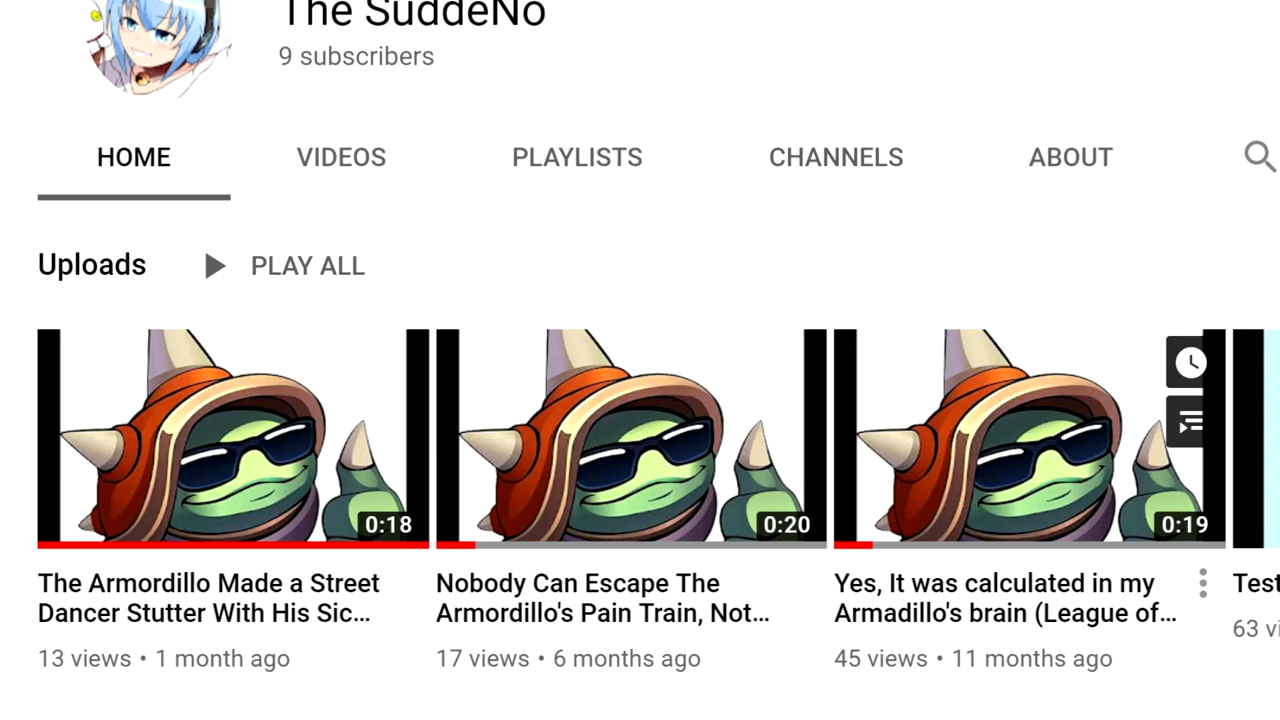 The SuddeNo
9 subscribers
HOME VIDEOS PLAYLISTS CHANNELS ABOUT
Uploads PLAY ALL
0:18 0:20 0:19
The Armordillo Made a Street
Dancer Stutter With His Sic...
13 views • 1 month ago
Nobody Can Escape The
Armordillo's Pain Train, Not...
17 views • 6 months ago
Yes, It was calculated in my
Armadillo's brain (League of...
45 views • 11 months ago
Test
63